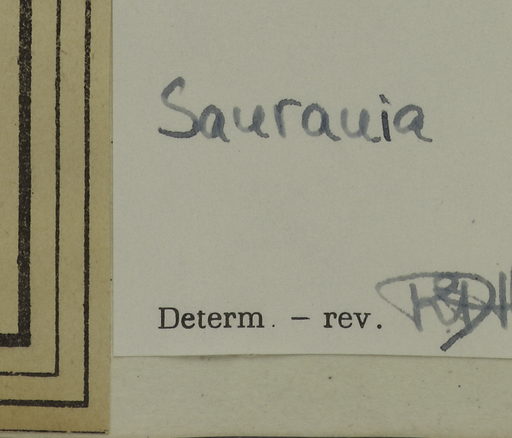 Saurauia
Determ. – rev.